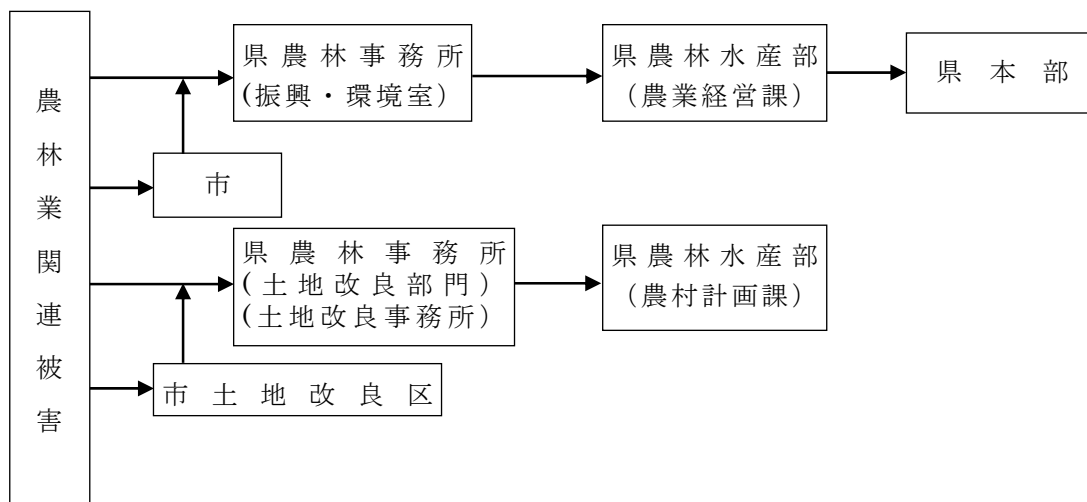 農林業関連被害
県農林事務所
(振興・環境室)
県農林水産部
(農業経営課)
県本部
市
県農林事務所
(土地改良部門)
(土地改良事務所)
県農林水産部
(農村計画課)
市土地改良区